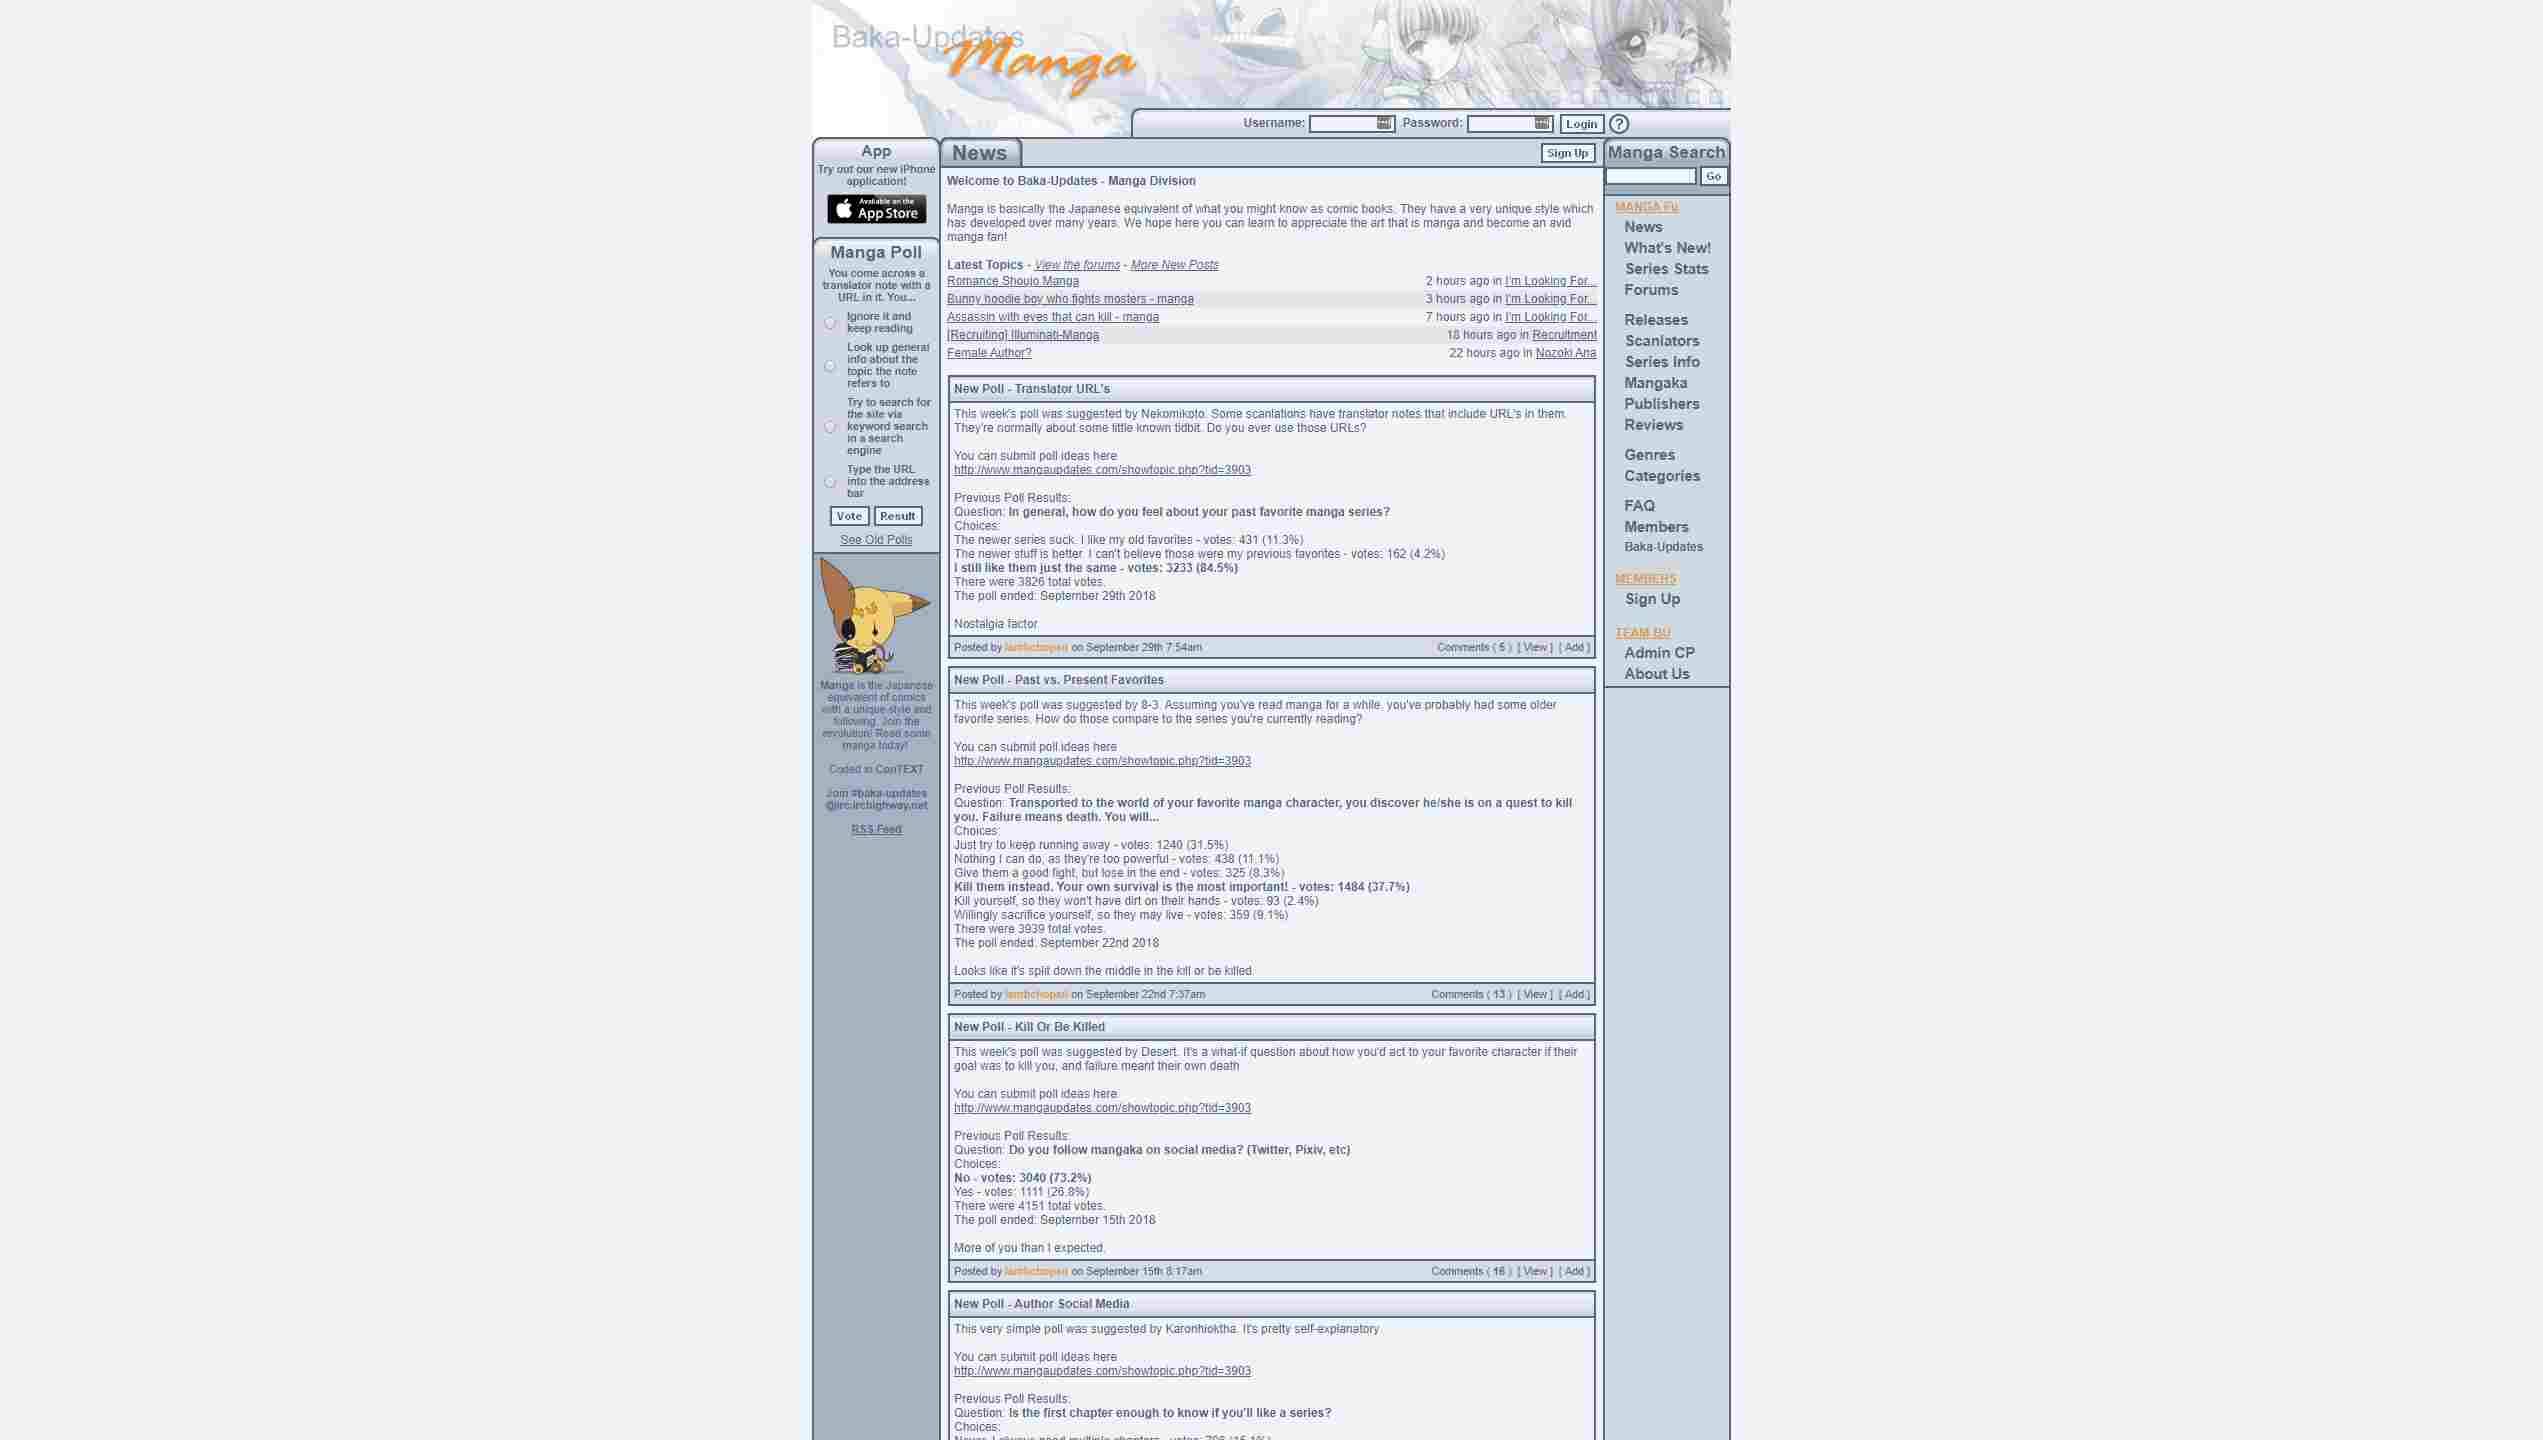 Baka-Updates
Manga
Username:
Password:
Login
?
App
Try out our new iPhone
application!
Available on the
App Store
Manga Poll
You come across a
translator note with a
URL in it. You...
Ignore it and
keep reading
Look up general
info about the
topic the note
refers to
Try to search for
the site via
keyword search
in a search
engine
Type the URL
into the address
bar
Vote
Result
See Old Polls
Manga is the Japanese
equivalent of comics
with a unique style and
following. Join the
revolution! Read some
manga today!
Coded in ConTEXT
Join #baka-updates
@irc.irchighway.net
RSS Feed
News
Sign Up
Welcome to Baka-Updates - Manga Division
Manga is basically the Japanese equivalent of what you might know as comic books. They have a very unique style which
has developed over many years. We hope here you can learn to appreciate the art that is manga and become an avid
manga fan!
Latest Topics - View the forums - More New Posts
Romance Shoujo Manga 2 hours ago in I'm Looking For...
Bunny hoodie boy who fights mosters - manga 3 hours ago in I'm Looking For...
Assassin with eyes that can kill - manga 7 hours ago in I'm Looking For...
[Recruiting] Illuminati-Manga 18 hours ago in Recruitment
Female Author? 22 hours ago in Nozoki Ana
New Poll - Translator URL's
This week's poll was suggested by Nekomikoto. Some scanlations have translator notes that include URL's in them.
They're normally about some little known tidbit. Do you ever use those URLs?
You can submit poll ideas here
http://www.mangaupdates.com/showtopic.php?tid=3903
Previous Poll Results:
Question: In general, how do you feel about your past favorite manga series?
Choices:
The newer series suck. I like my old favorites - votes: 431 (11.3%)
The newer stuff is better. I can't believe those were my previous favorites - votes: 162 (4.2%)
I still like them just the same - votes: 3233 (84.5%)
There were 3826 total votes.
The poll ended: September 29th 2018
Nostalgia factor
Posted by lambchopsil on September 29th 7:54am Comments ( 5 ) [ View ] [ Add ]
New Poll - Past vs. Present Favorites
This week's poll was suggested by 8-3. Assuming you've read manga for a while, you've probably had some older
favorite series. How do those compare to the series you're currently reading?
You can submit poll ideas here
http://www.mangaupdates.com/showtopic.php?tid=3903
Previous Poll Results:
Question: Transported to the world of your favorite manga character, you discover he/she is on a quest to kill
you. Failure means death. You will...
Choices:
Just try to keep running away - votes: 1240 (31.5%)
Nothing I can do, as they're too powerful - votes: 438 (11.1%)
Give them a good fight, but lose in the end - votes: 325 (8.3%)
Kill them instead. Your own survival is the most important! - votes: 1484 (37.7%)
Kill yourself, so they won't have dirt on their hands - votes: 93 (2.4%)
Willingly sacrifice yourself, so they may live - votes: 359 (9.1%)
There were 3939 total votes.
The poll ended: September 22nd 2018
Looks like it's split down the middle in the kill or be killed
Posted by lambchopsil on September 22nd 7:37am Comments ( 13 ) [ View ] [ Add ]
New Poll - Kill Or Be Killed
This week's poll was suggested by Desert. It's a what-if question about how you'd act to your favorite character if their
goal was to kill you, and failure meant their own death
You can submit poll ideas here
http://www.mangaupdates.com/showtopic.php?tid=3903
Previous Poll Results:
Question: Do you follow mangaka on social media? (Twitter, Pixiv, etc)
Choices:
No - votes: 3040 (73.2%)
Yes - votes: 1111 (26.8%)
There were 4151 total votes.
The poll ended: September 15th 2018
More of you than I expected.
Posted by lambchopsil on September 15th 8:17am Comments ( 16 ) [ View ] [ Add ]
New Poll - Author Social Media
This very simple poll was suggested by Karonhioktha. It's pretty self-explanatory
You can submit poll ideas here
http://www.mangaupdates.com/showtopic.php?tid=3903
Previous Poll Results:
Question: Is the first chapter enough to know if you'll like a series?
Choices:
Manga Search
Go
MANGA Fu
News
What's New!
Series Stats
Forums
Releases
Scanlators
Series Info
Mangaka
Publishers
Reviews
Genres
Categories
FAQ
Members
Baka-Updates
MEMBERS
Sign Up
TEAM BU
Admin CP
About Us